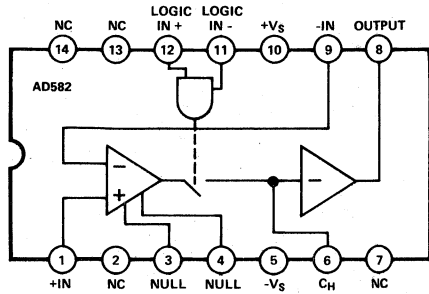 NC NC LOGIC IN + LOGIC IN - +VS -IN OUTPUT
14 13 12 11 10 9 8
AD582
−
+
−
1 2 3 4 5 6 7
+IN NC NULL NULL -VS CH NC